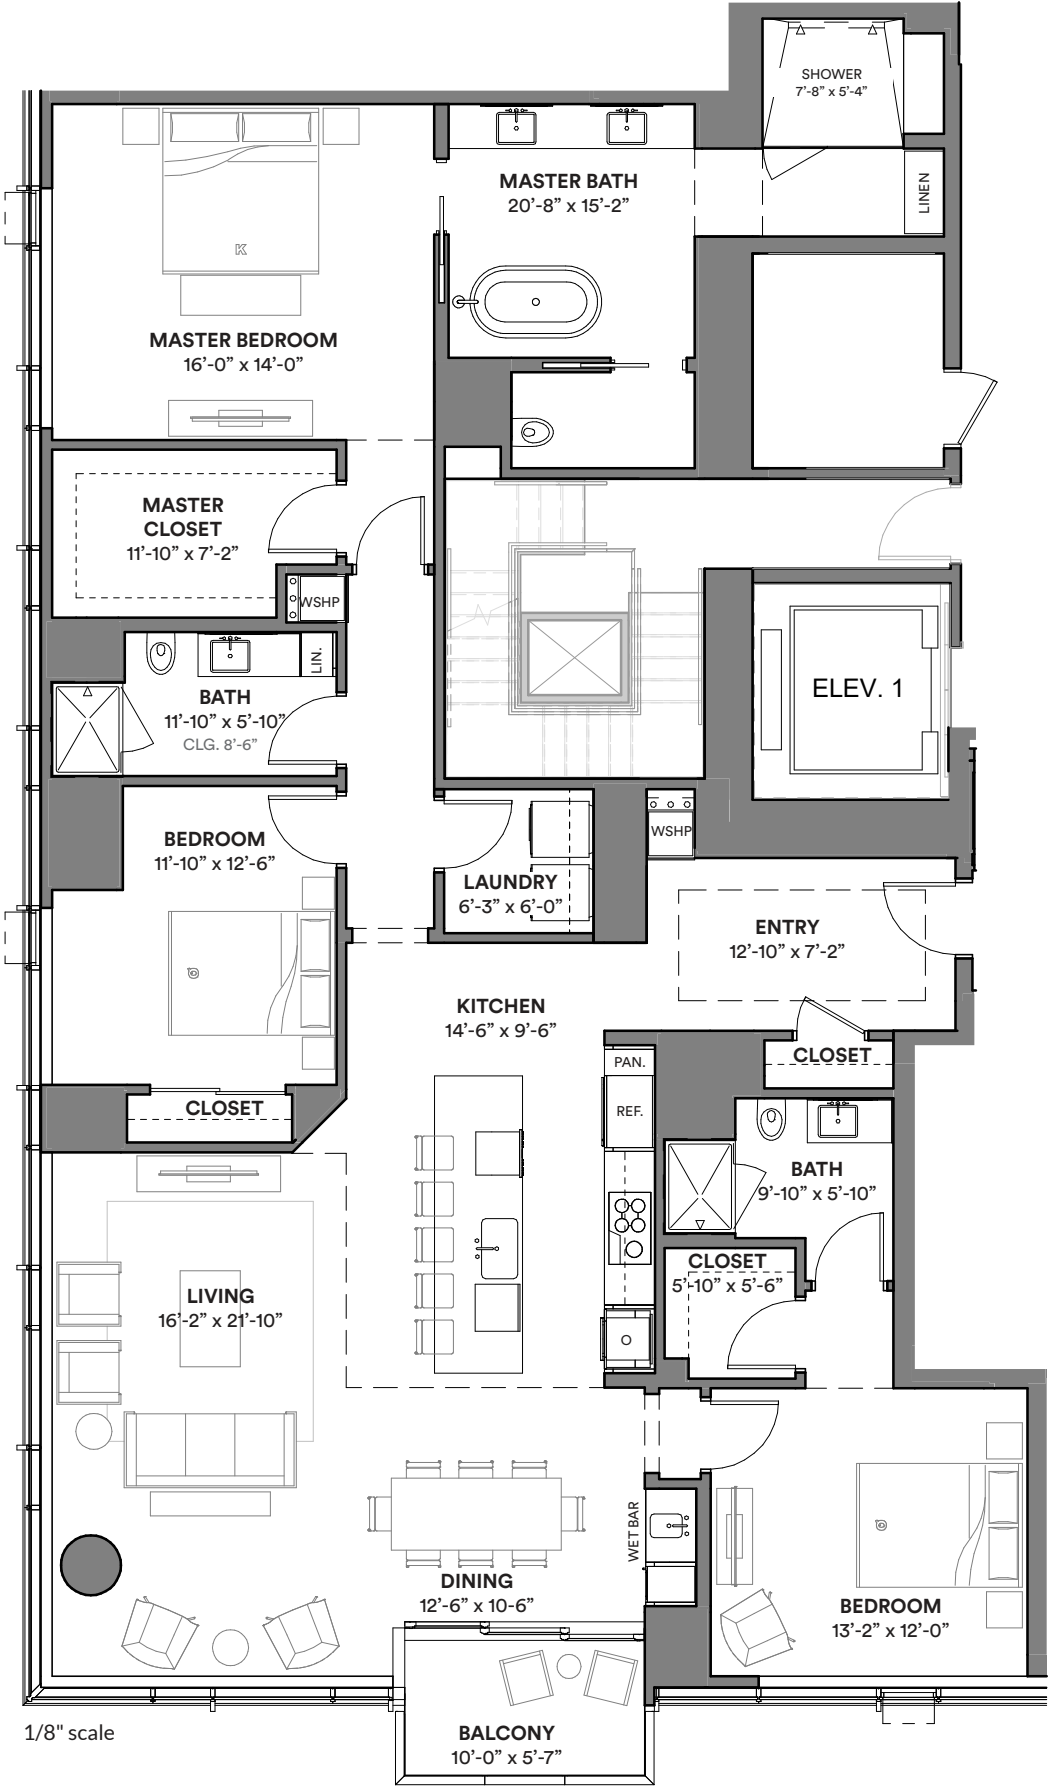 SHOWER
7’-8” x 5’-4”
MASTER BATH
20’-8” x 15’-2”
LINEN
K
MASTER BEDROOM
16’-0” x 14’-0”
MASTER
CLOSET
11’-10” x 7’-2”
WSHP
LIN.
BATH
11’-10” x 5’-10”
CLG. 8’-6”
ELEV. 1
BEDROOM
11’-10” x 12’-6”
WSHP
LAUNDRY
6’-3” x 6’-0”
ENTRY
12’-10” x 7’-2”
Q
KITCHEN
14’-6” x 9’-6”
CLOSET
PAN.
REF.
CLOSET
BATH
9’-10” x 5’-10”
CLOSET
5’-10” x 5’-6”
LIVING
16’-2” x 21’-10”
O
WET BAR
Q
DINING
12’-6” x 10-6”
BEDROOM
13’-2” x 12’-0”
BALCONY
10’-0” x 5’-7”
1/8" scale